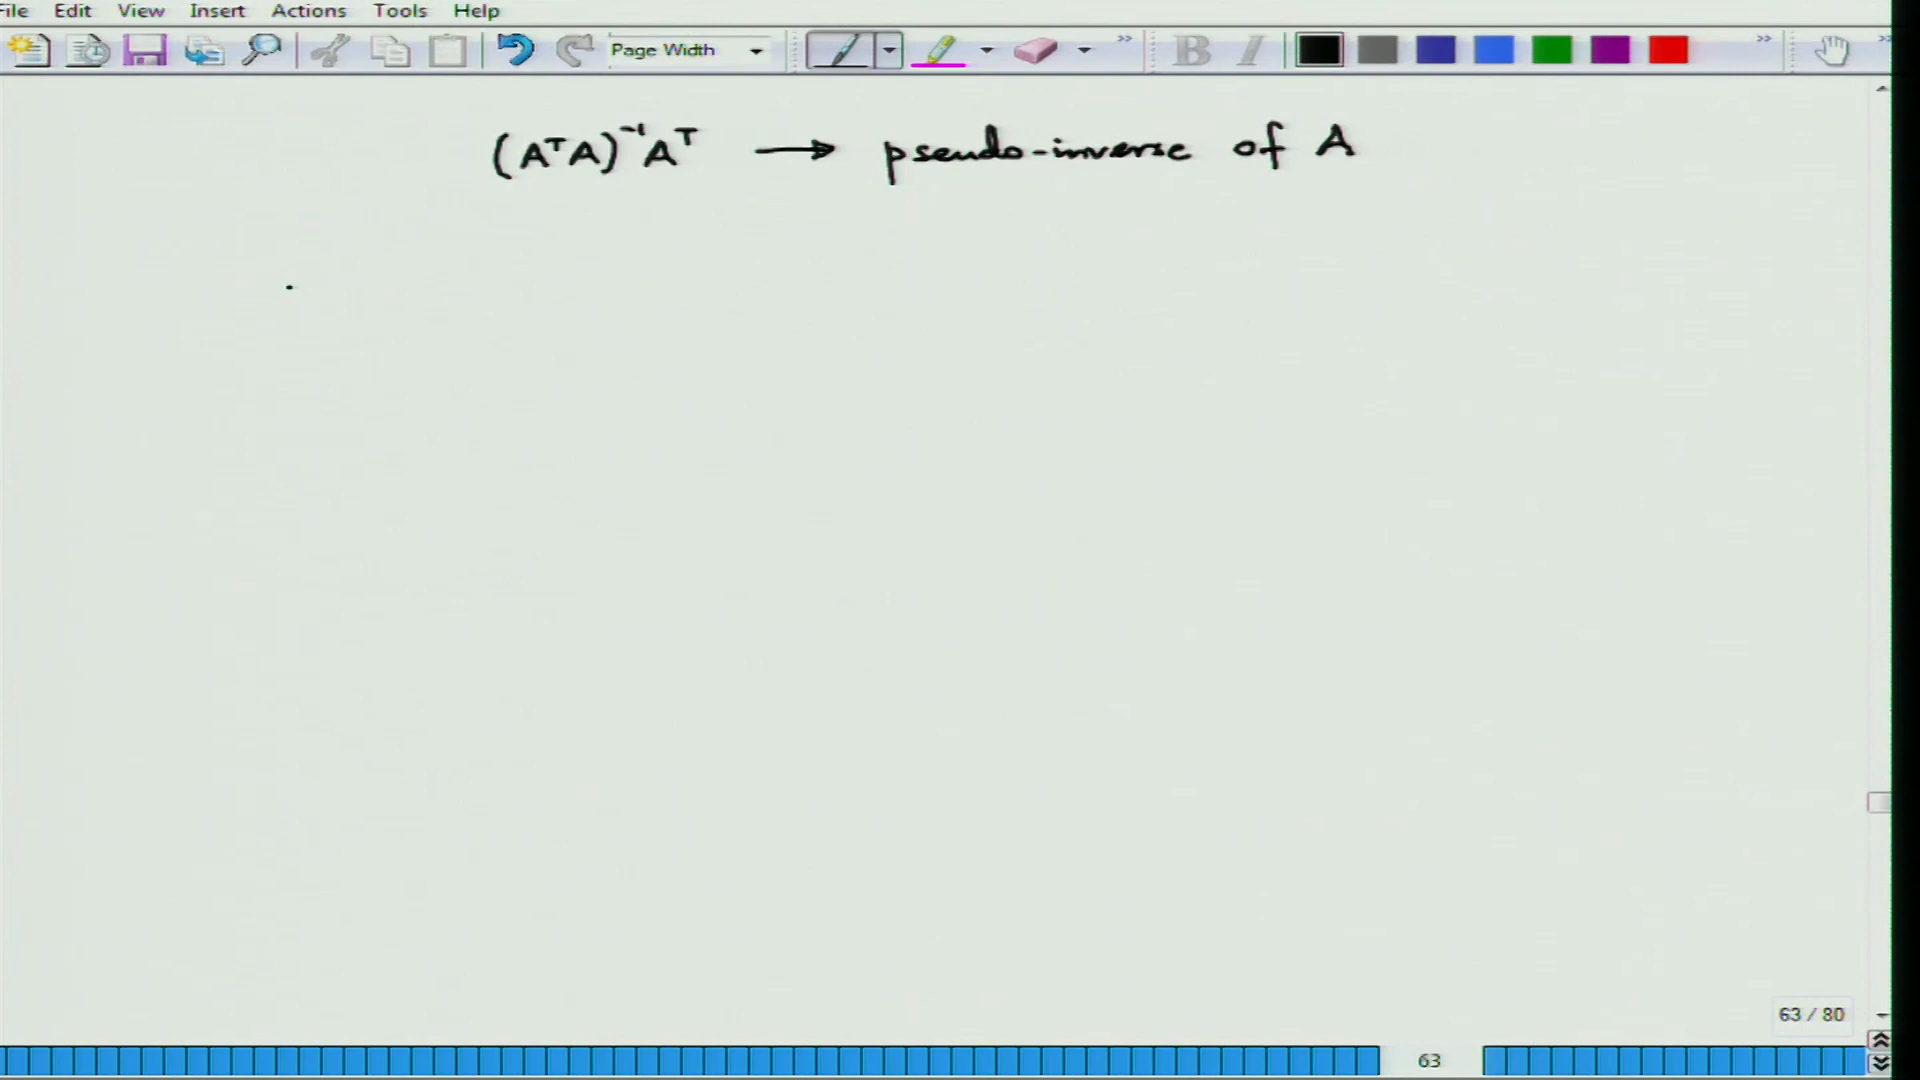 File Edit View Insert Actions Tools Help
Page Width B I
(AᵀA)⁻¹Aᵀ → pseudo-inverse of A
63 / 80
63